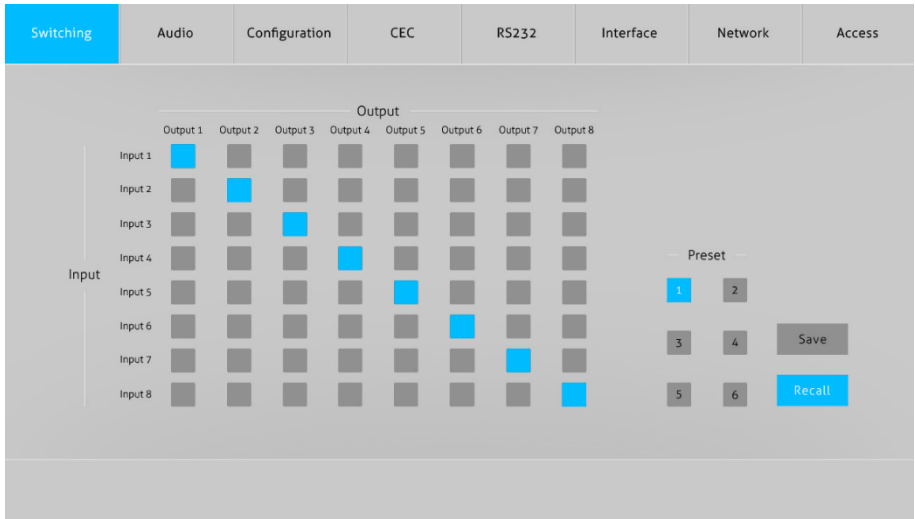 Switching Audio Configuration CEC RS232 Interface Network Access
Output
Output 1 Output 2 Output 3 Output 4 Output 5 Output 6 Output 7 Output 8
Input 1
Input 2
Input 3
Input 4
Input
Input 5
Input 6
Input 7
Input 8
Preset
1 2
3 4
5 6
Save
Recall